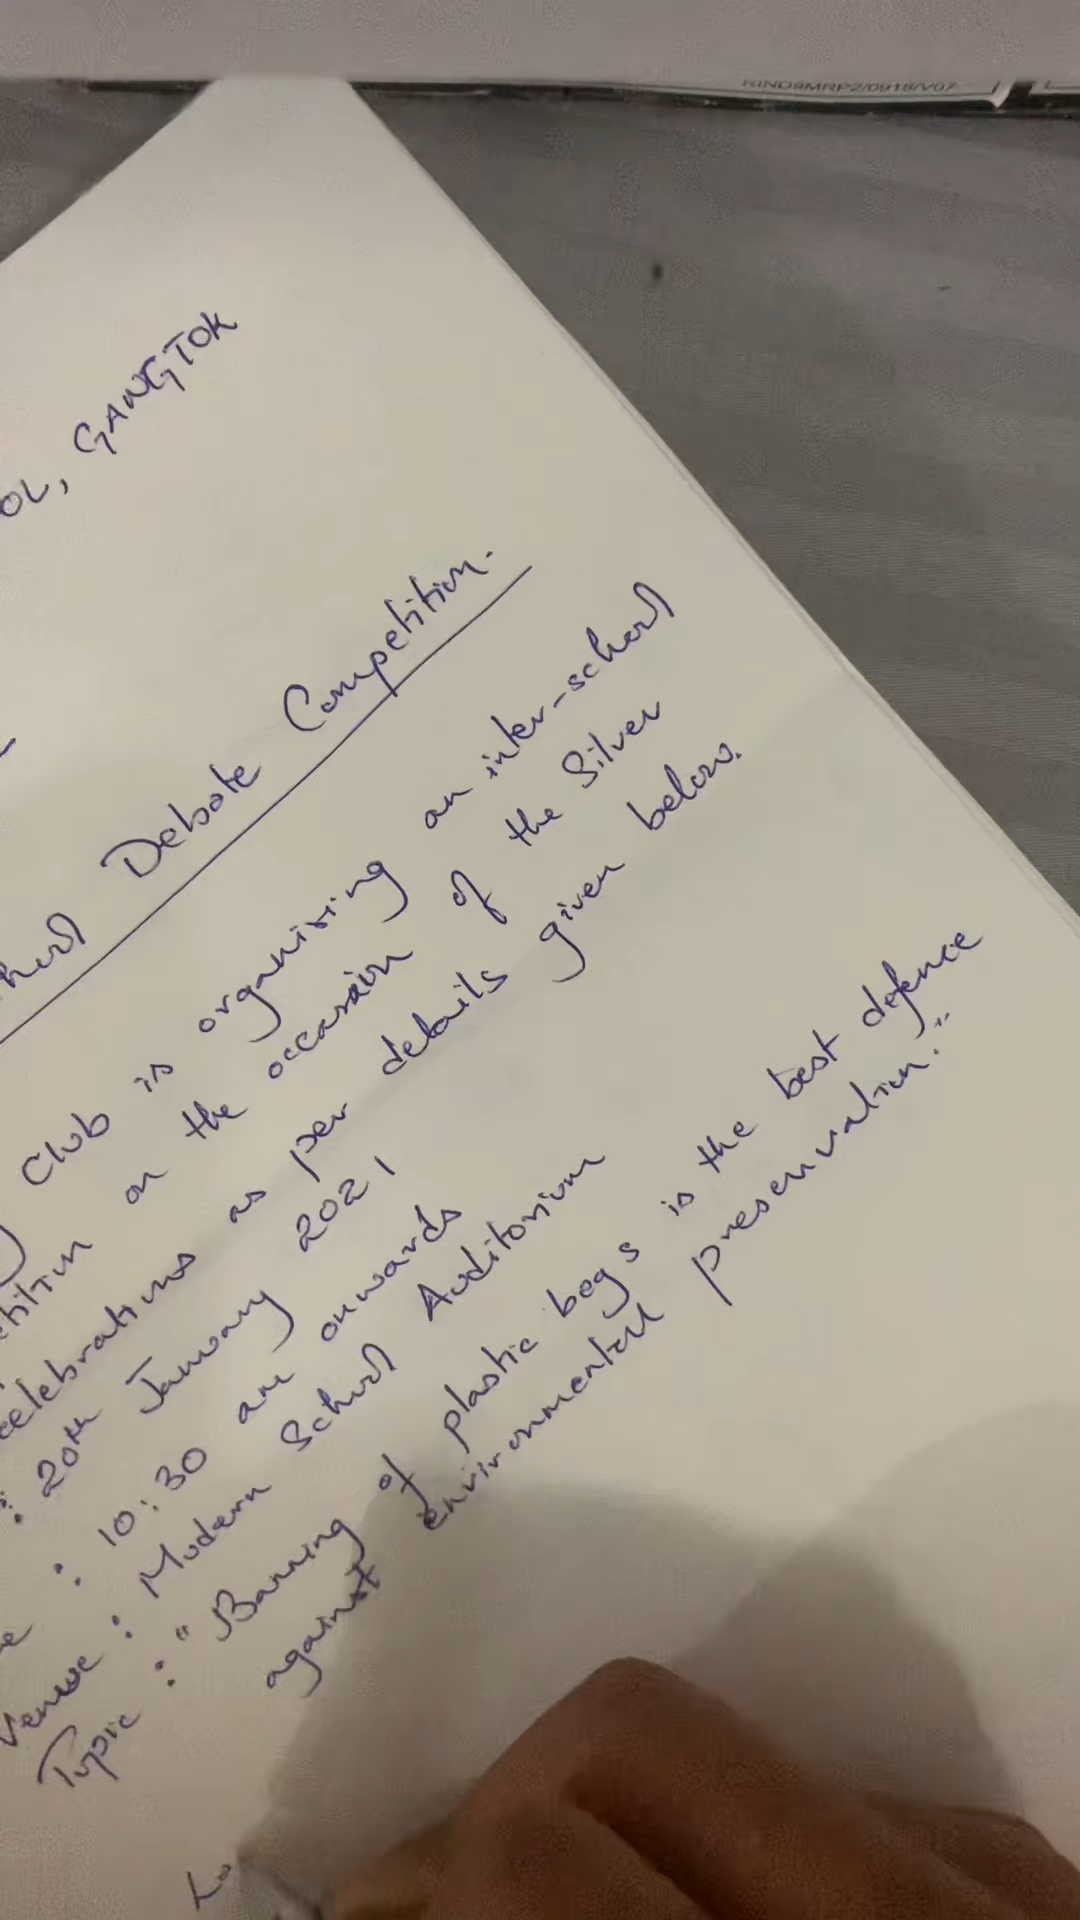 KIND9MRP2/0918/V07
OL, GANGTOK
Debate Competition.
Club is organising an inter-school
on the occasion of the Silver
celebrations as per details given below.
: 20th January 2021
: 10:30 am onwards
Venue : Modern School Auditorium
Topic : "Banning of plastic bags is the best defence
against environmental preservation."